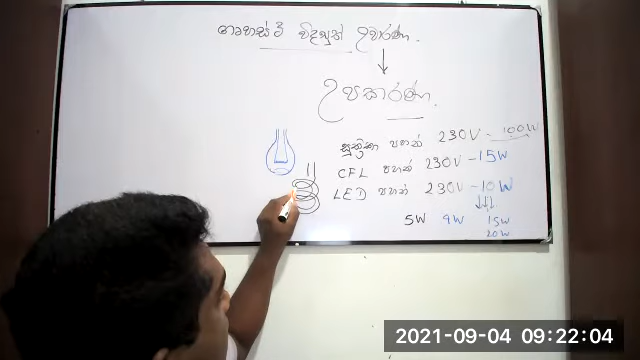 ගෘහස්ථ විදුලි උපාංග
උපකරණ
සූත්‍රිකා පහන් 230V - 100W
CFL පහන් 230V - 15W
LED පහන් 230V - 10W
5W 9W 15W
20W
2021-09-04 09:22:04